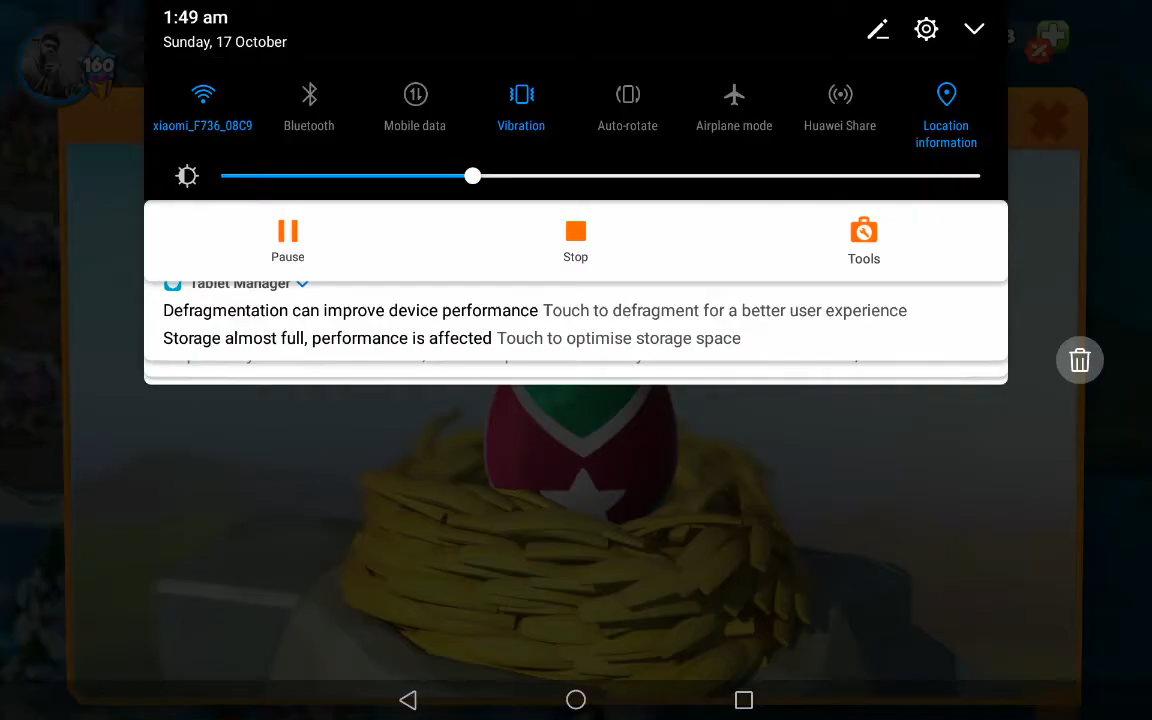 1:49 am
Sunday, 17 October
160
xiaomi_F736_08C9
Bluetooth
Mobile data
Vibration
Auto-rotate
Airplane mode
Huawei Share
Location
information
Pause
Stop
Tools
Tablet Manager
Defragmentation can improve device performance Touch to defragment for a better user experience
Storage almost full, performance is affected Touch to optimise storage space